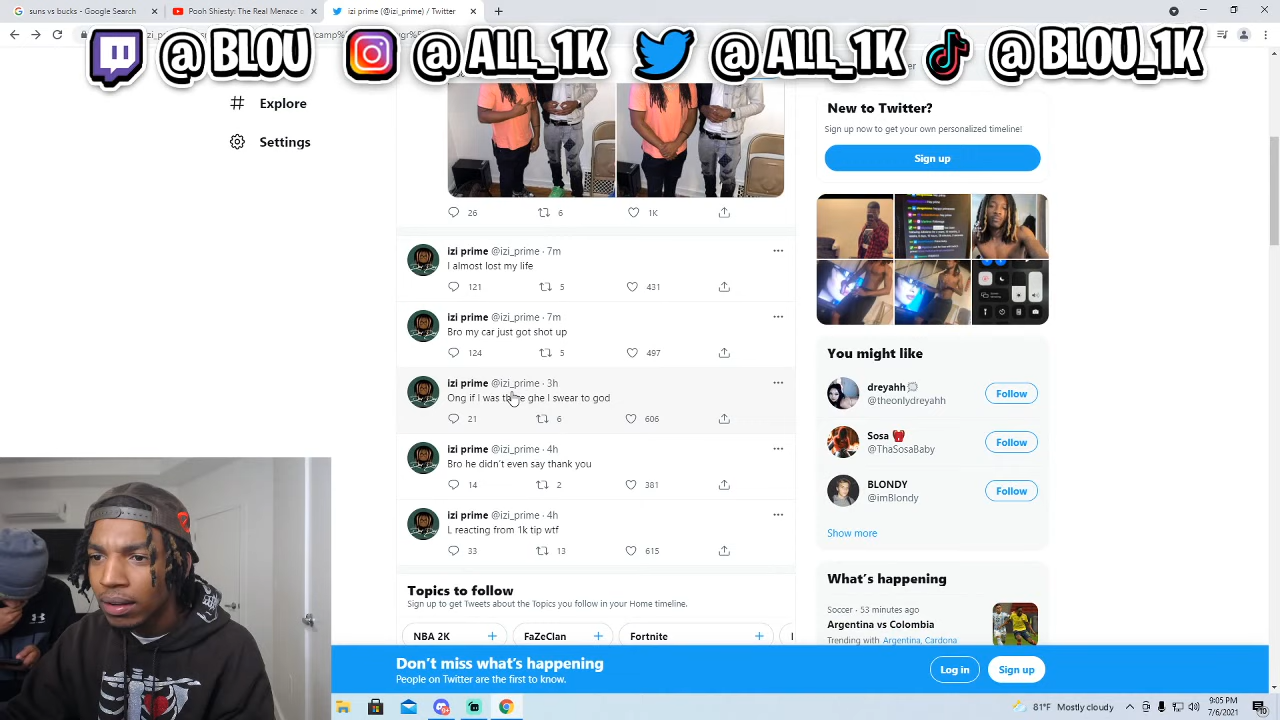 suns vs bucks - Google Search
Pooh Shiesty: The Real Menace
izi prime (@izi_prime) / Twitter
@ BLOU
@ ALL_1K
@ ALL_1K
@ BLOU_1K
Explore
Settings
26
6
New to Twitter?
Sign up now to get your own personalized timeline!
Sign up
izi prime @izi_prime · 7m
I almost lost my life
121
5
431
izi prime @izi_prime · 7m
Bro my car just got shot up
124
5
497
izi prime @izi_prime · 3h
Ong if I was ghe I swear to god
21
6
606
izi prime @izi_prime · 4h
Bro he didn't even say thank you
14
2
381
izi prime @izi_prime · 4h
L reacting from 1k tip wtf
33
13
615
You might like
dreyahh
@theonlydreyahh
Follow
Sosa
@ThaSosaBaby
Follow
BLONDY
@imBlondy
Follow
Show more
Topics to follow
Sign up to get Tweets about the Topics you follow in your Home timeline.
NBA 2K
FaZeClan
Fortnite
What's happening
Soccer · 53 minutes ago
Argentina vs Colombia
Trending with Argentina, Cardona
Don't miss what's happening
People on Twitter are the first to know.
Log in
Sign up
81°F Mostly cloudy
9:05 PM
7/6/2021